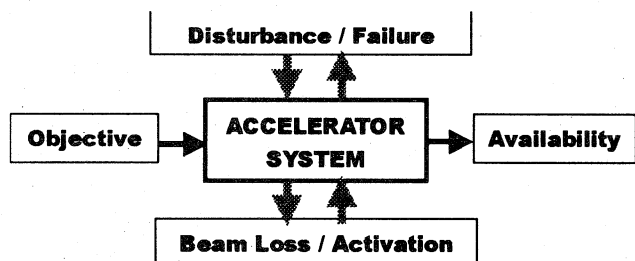 Disturbance / Failure
Objective
ACCELERATOR
SYSTEM
Availability
Beam Loss / Activation